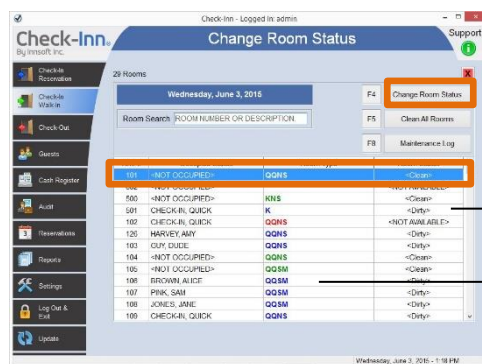 Check-Inn - Logged In: admin
Check-Inn.
By Innsoft Inc.
Change Room Status
Support
Check-In
Reservation
Check-In
Walk In
Check Out
Guests
Cash Register
Audit
Reservations
Reports
Settings
Log Out &
Exit
Update
29 Rooms
X
Wednesday, June 3, 2015
F4 Change Room Status
Room Search ROOM NUMBER OR DESCRIPTION.
F5 Clean All Rooms
F8 Maintenance Log
101 <NOT OCCUPIED> QQNS <Clean>
500 <NOT OCCUPIED> KNS <Clean>
501 CHECK-IN, QUICK K <Dirty>
102 CHECK-IN, QUICK QQNS <NOT AVAILABLE>
120 HARVEY, AMY QQNS <Dirty>
103 GUY, DUDE QQNS <Dirty>
104 <NOT OCCUPIED> QQNS <Clean>
105 <NOT OCCUPIED> QQSM <Clean>
106 BROWN, ALICE QQSM <Dirty>
107 PINK, SAM QQSM <Dirty>
108 JONES, JANE QQSM <Dirty>
109 CHECK-IN, QUICK QQNS <Dirty>
Wednesday, June 3, 2015 - 1:18 PM